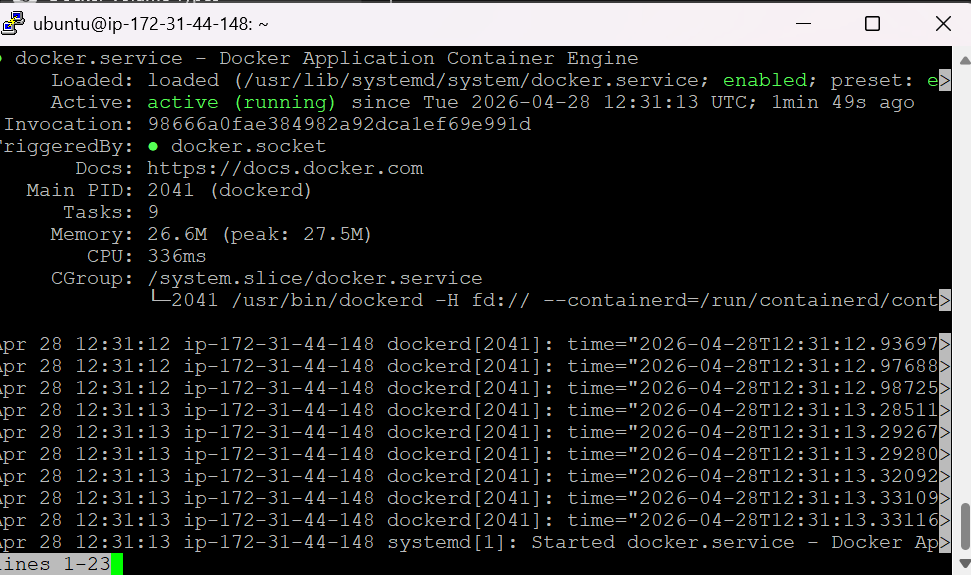 ubuntu@ip-172-31-44-148: ~
● docker.service - Docker Application Container Engine
Loaded: loaded (/usr/lib/systemd/system/docker.service; enabled; preset: e>
Active: active (running) since Tue 2026-04-28 12:31:13 UTC; 1min 49s ago
Invocation: 98666a0fae384982a92dca1ef69e991d
TriggeredBy: ● docker.socket
Docs: https://docs.docker.com
Main PID: 2041 (dockerd)
Tasks: 9
Memory: 26.6M (peak: 27.5M)
CPU: 336ms
CGroup: /system.slice/docker.service
└─2041 /usr/bin/dockerd -H fd:// --containerd=/run/containerd/cont>
Apr 28 12:31:12 ip-172-31-44-148 dockerd[2041]: time="2026-04-28T12:31:12.93697>
Apr 28 12:31:12 ip-172-31-44-148 dockerd[2041]: time="2026-04-28T12:31:12.97688>
Apr 28 12:31:12 ip-172-31-44-148 dockerd[2041]: time="2026-04-28T12:31:12.98725>
Apr 28 12:31:13 ip-172-31-44-148 dockerd[2041]: time="2026-04-28T12:31:13.28511>
Apr 28 12:31:13 ip-172-31-44-148 dockerd[2041]: time="2026-04-28T12:31:13.29267>
Apr 28 12:31:13 ip-172-31-44-148 dockerd[2041]: time="2026-04-28T12:31:13.29280>
Apr 28 12:31:13 ip-172-31-44-148 dockerd[2041]: time="2026-04-28T12:31:13.32092>
Apr 28 12:31:13 ip-172-31-44-148 dockerd[2041]: time="2026-04-28T12:31:13.33109>
Apr 28 12:31:13 ip-172-31-44-148 dockerd[2041]: time="2026-04-28T12:31:13.33116>
Apr 28 12:31:13 ip-172-31-44-148 systemd[1]: Started docker.service - Docker Ap>
lines 1-23